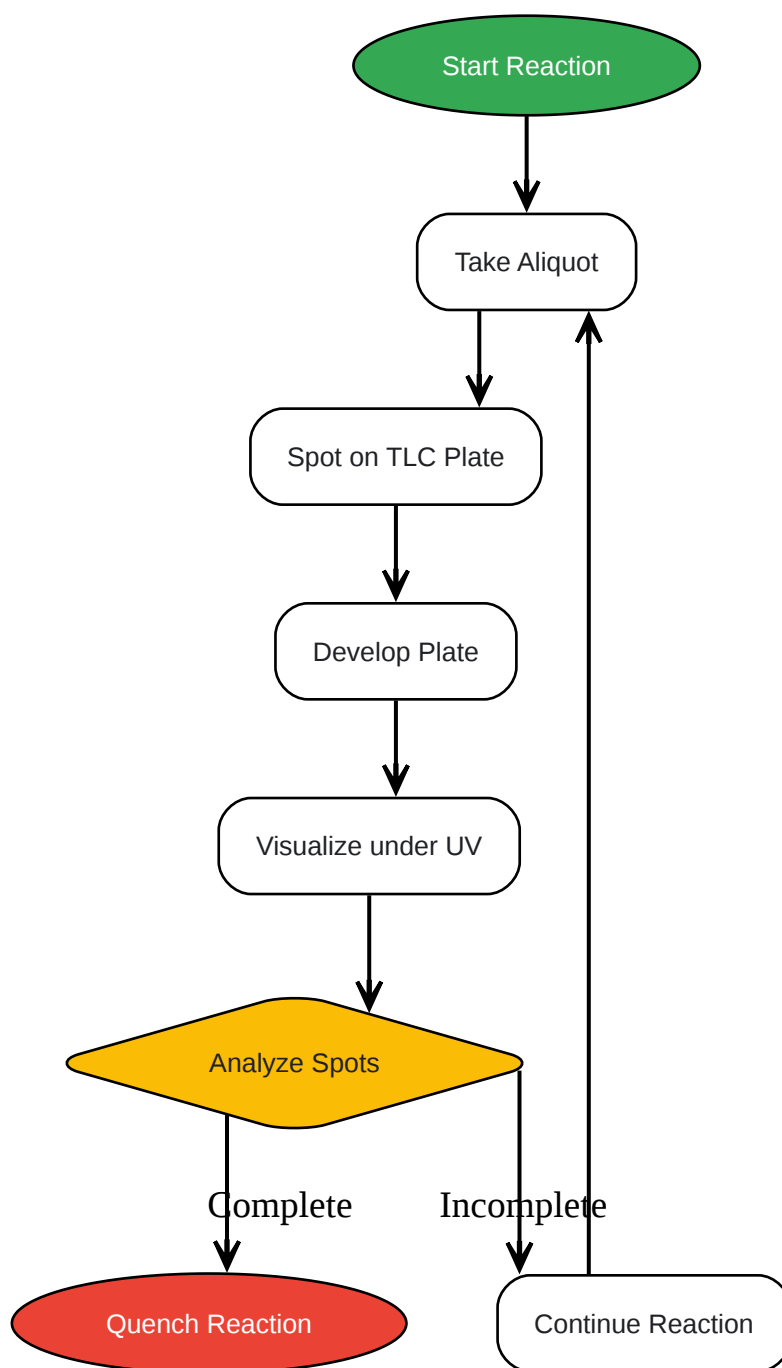 Start Reaction
Take Aliquot
Spot on TLC Plate
Develop Plate
Visualize under UV
Analyze Spots
Complete
Incomplete
Quench Reaction
Continue Reaction